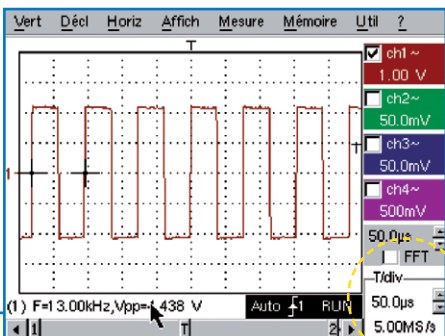 Vert Décl Horiz Affich Mesure Mémoire Util ?
T
ch1 ~
1.00 V
ch2~
50.0mV
ch3~
50.0mV
ch4~
500mV
1
T
50.0µs
FFT
T/div
50.0µs
5.00MS/s
(1) F=13.00kHz,Vpp= 438 V Auto 1 RUN
1 T 2